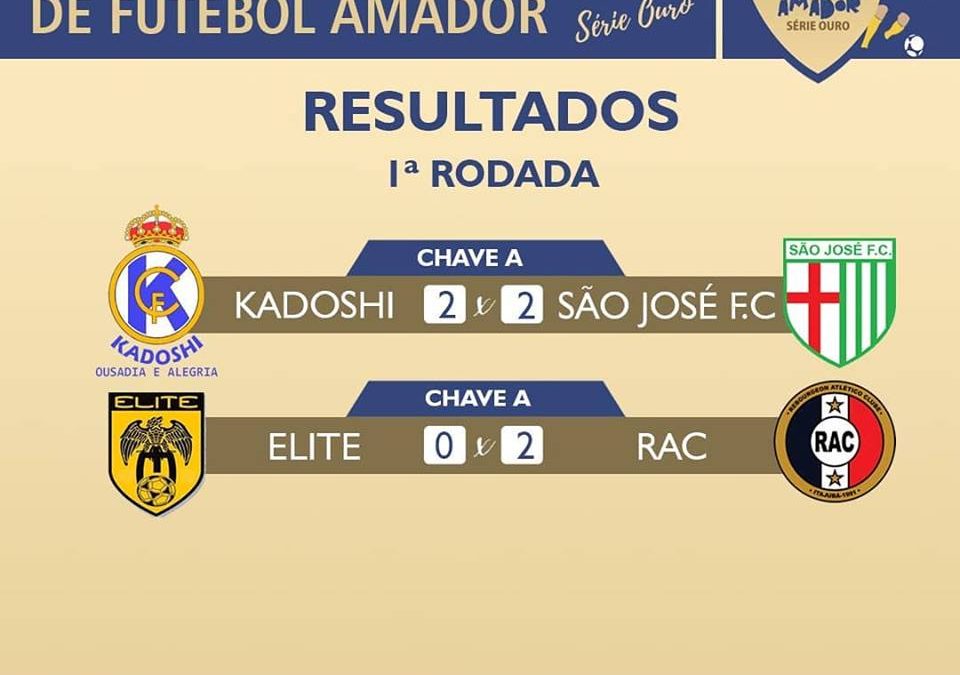 DE FUTEBOL AMADOR Série Ouro
AMADOR
SÉRIE OURO
RESULTADOS
1ª RODADA
CHAVE A
SÃO JOSÉ F.C.
KADOSHI 2 x 2 SÃO JOSÉ F.C
KADOSHI
OUSADIA E ALEGRIA
CHAVE A
ELITE
ELITE 0 x 2 RAC
RAC